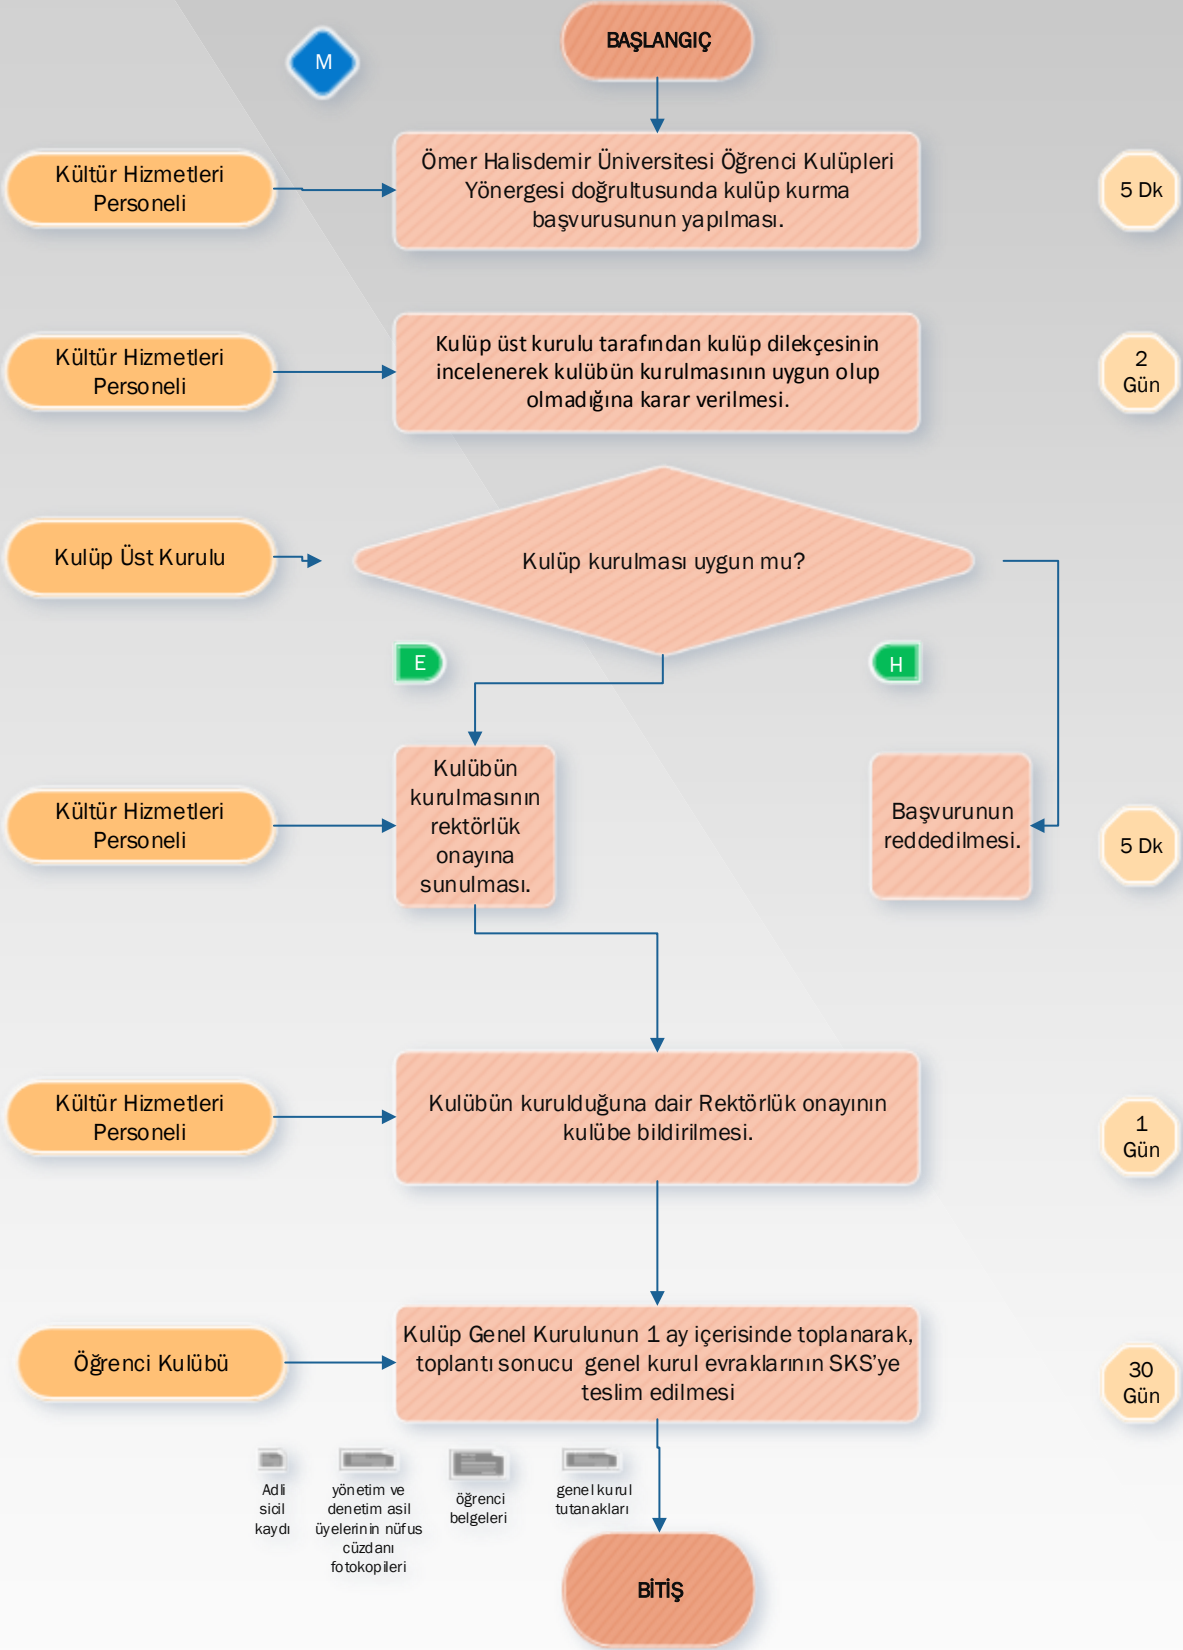 M
BAŞLANGIÇ
Kültür Hizmetleri
Personeli
Ömer Halisdemir Üniversitesi Öğrenci Kulüpleri
Yönergesi doğrultusunda kulüp kurma
başvurusunun yapılması.
5 Dk
Kültür Hizmetleri
Personeli
Kulüp üst kurulu tarafından kulüp dilekçesinin
incelenerek kulübün kurulmasının uygun olup
olmadığına karar verilmesi.
2
Gün
Kulüp Üst Kurulu
Kulüp kurulması uygun mu?
E
H
Kültür Hizmetleri
Personeli
Kulübün
kurulmasının
rektörlük
onayına
sunulması.
Başvurunun
reddedilmesi.
5 Dk
Kültür Hizmetleri
Personeli
Kulübün kurulduğuna dair Rektörlük onayının
kulübe bildirilmesi.
1
Gün
Öğrenci Kulübü
Kulüp Genel Kurulunun 1 ay içerisinde toplanarak,
toplantı sonucu genel kurul evraklarının SKS’ye
teslim edilmesi
30
Gün
Adli
sicil
kaydı
yönetim ve
denetim asil
üyelerinin nüfus
cüzdanı
fotokopileri
öğrenci
belgeleri
genel kurul
tutanakları
BİTİŞ